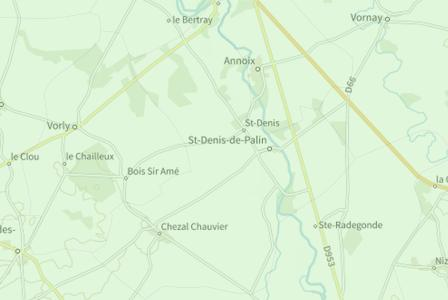 le Bertray
Vornay
Annoix
D66
St-Denis
Vorly
St-Denis-de-Palin
le Clou
le Chailleux
Bois Sir Amé
Chezal Chauvier
Ste-Radegonde
D953